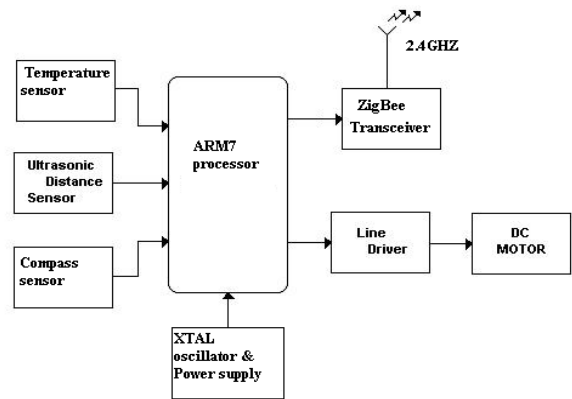 Temperature
sensor
Ultrasonic
Distance
Sensor
Compass
sensor
ARM7
processor
XTAL
oscillator &
Power supply
2.4GHZ
ZigBee
Transceiver
Line
Driver
DC
MOTOR